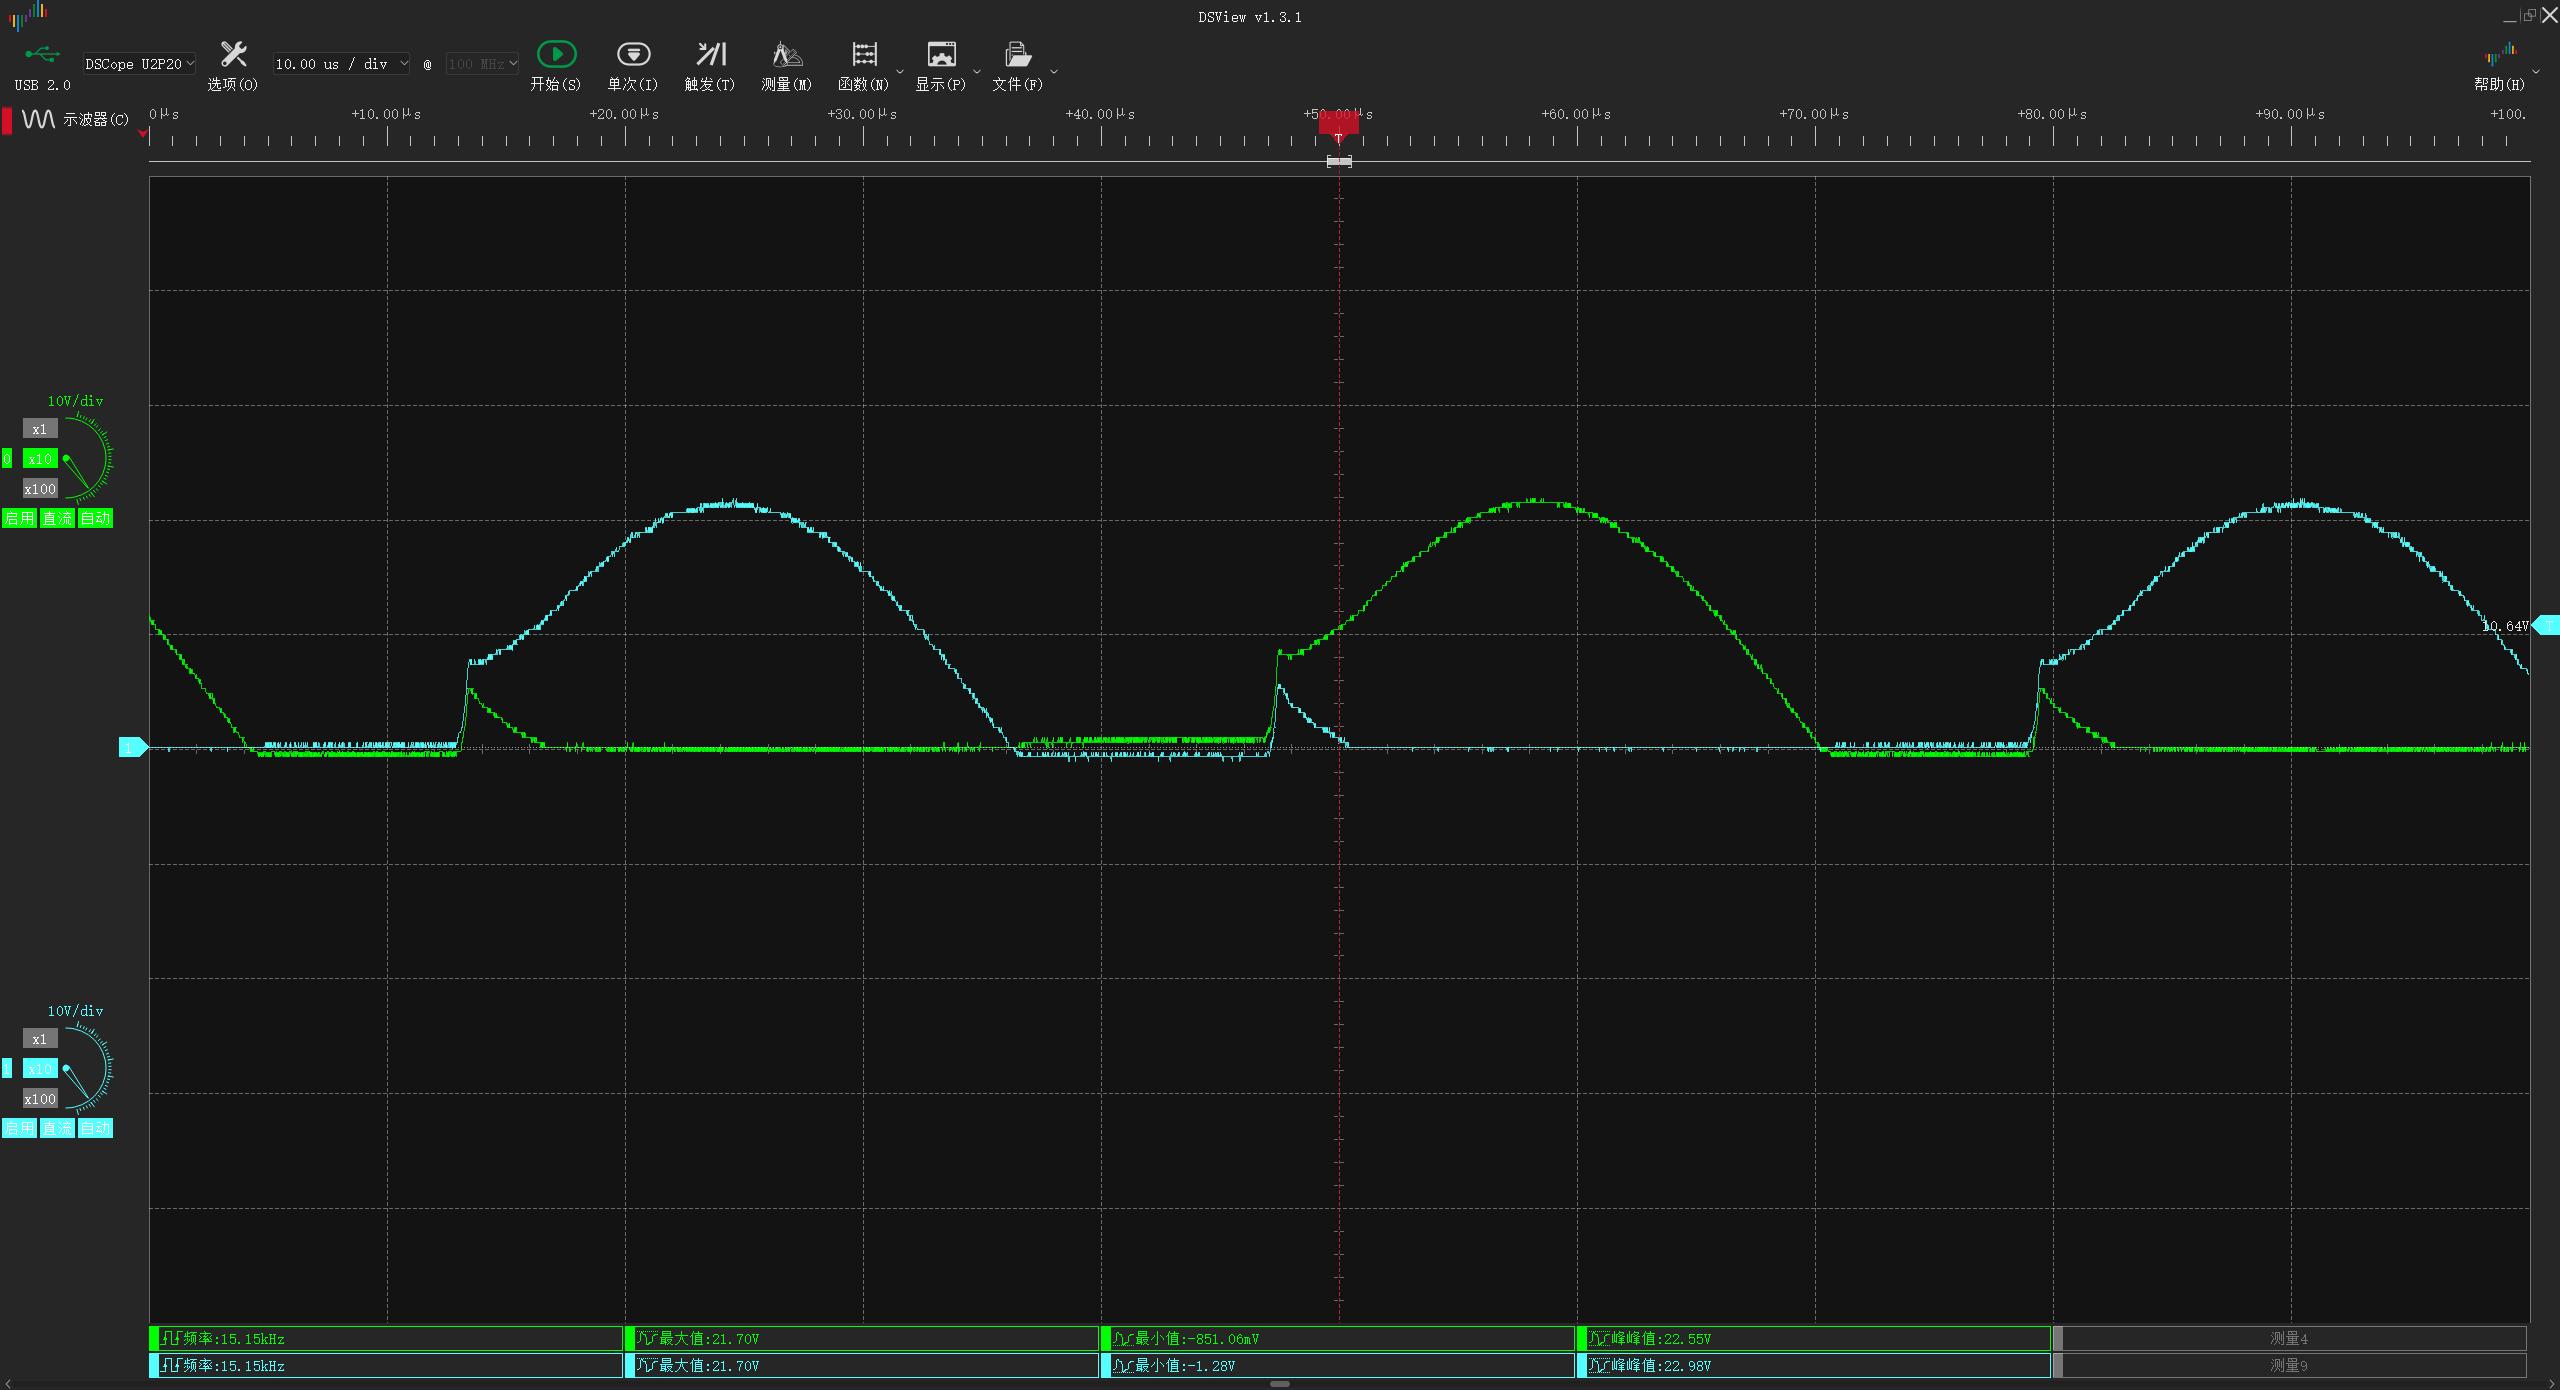 DSView v1.3.1
USB 2.0
DSCope U2P20
选项(O)
10.00 us / div
@
100 MHz
开始(S)
单次(I)
触发(T)
测量(M)
函数(N)
显示(P)
文件(F)
帮助(H)
示波器(C)
0μs
+10.00μs
+20.00μs
+30.00μs
+40.00μs
+50.00μs
+60.00μs
+70.00μs
+80.00μs
+90.00μs
+100.
T
10V/div
x1
0
x10
x100
启用
直流
自动
10.64V
T
1
10V/div
x1
1
x10
x100
启用
直流
自动
频率:15.15kHz
最大值:21.70V
最小值:-851.06mV
峰峰值:22.55V
测量4
频率:15.15kHz
最大值:21.70V
最小值:-1.28V
峰峰值:22.98V
测量9